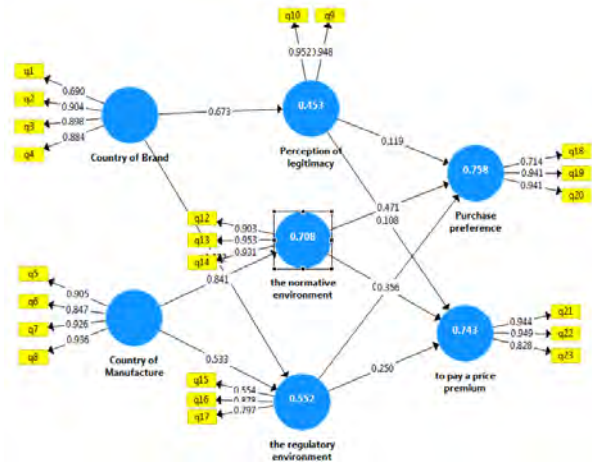 q10
q9
0.952
0.948
q1
q2
q3
q4
0.690
0.904
0.898
0.884
Country of Brand
0.673
0.453
Perception of
legitimacy
0.119
0.758
Purchase
preference
0.714
0.941
0.941
q18
q19
q20
q12
q13
q14
0.903
0.953
0.931
0.708
the normative
environment
0.471
0.108
0.841
q5
q6
q7
q8
0.905
0.847
0.926
0.936
Country of
Manufacture
0.533
0.743
to pay a price
premium
0.944
0.949
0.828
q21
q22
q23
0.250
q15
q16
q17
0.554
0.797
0.552
the regulatory
environment